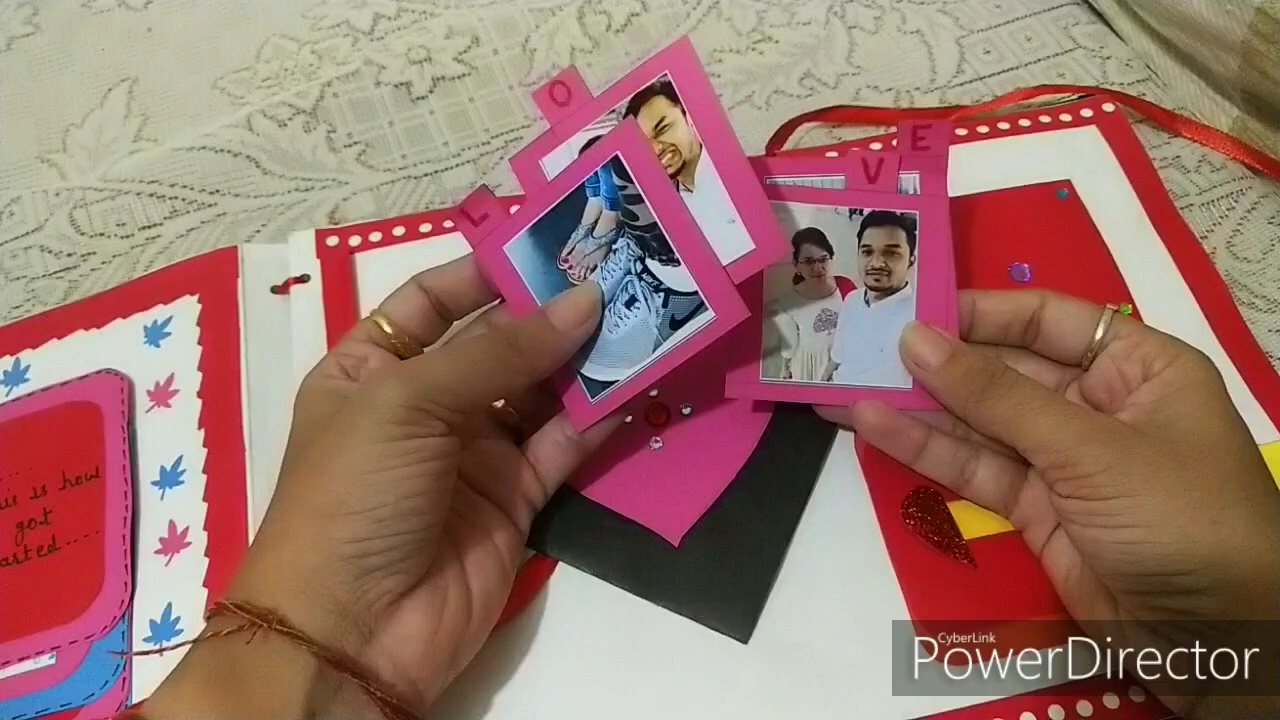 L
O
V
E
is is how
got
arted....
CyberLink
PowerDirector